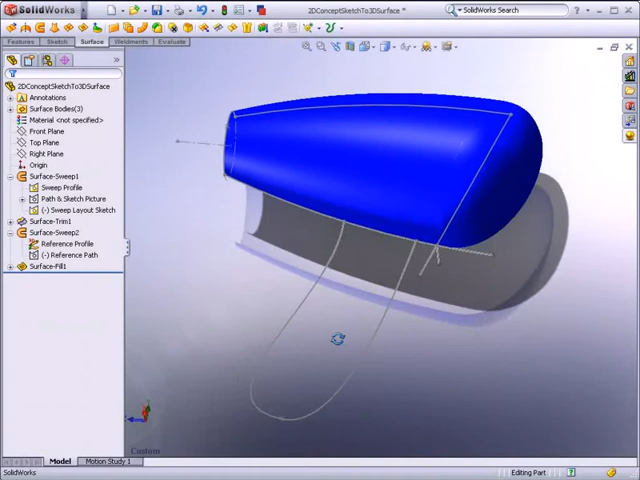 SolidWorks
2DConceptSketchTo3DSurface *
SolidWorks Search
Features
Sketch
Surface
Weldments
Evaluate
2DConceptSketchTo3DSurface
Annotations
Surface Bodies(3)
Material <not specified>
Front Plane
Top Plane
Right Plane
Origin
Surface-Sweep1
Sweep Profile
Path & Sketch Picture
(-) Sweep Layout Sketch
Surface-Trim1
Surface-Sweep2
Reference Profile
(-) Reference Path
Surface-Fill1
Custom
Model
Motion Study 1
SolidWorks
Editing Part